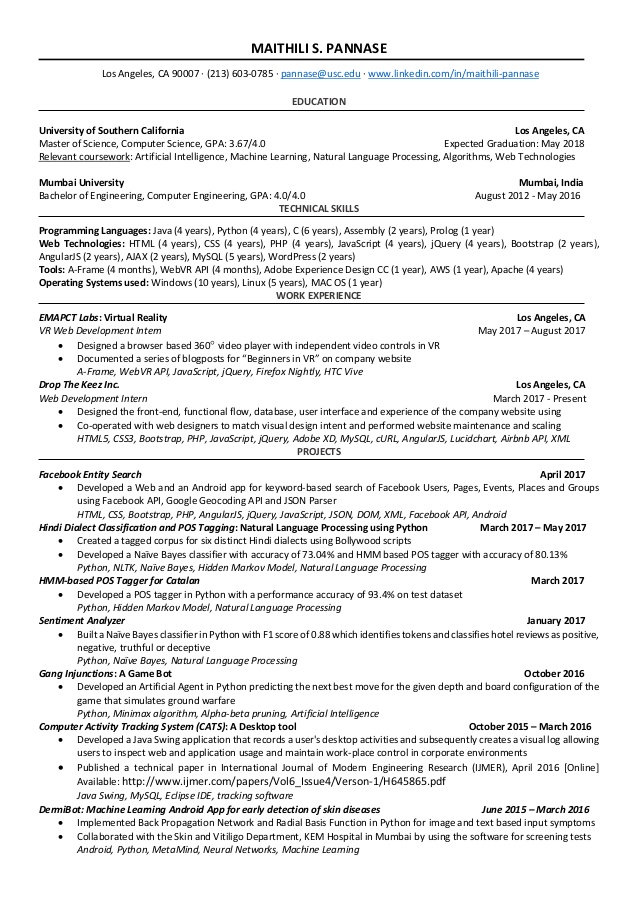 MAITHILI S. PANNASE
Los Angeles, CA 90007 · (213) 603-0785 · pannase@usc.edu · www.linkedin.com/in/maithili-pannase
EDUCATION
University of Southern California Los Angeles, CA
Master of Science, Computer Science, GPA: 3.67/4.0 Expected Graduation: May 2018
Relevant coursework: Artificial Intelligence, Machine Learning, Natural Language Processing, Algorithms, Web Technologies
Mumbai University Mumbai, India
Bachelor of Engineering, Computer Engineering, GPA: 4.0/4.0 August 2012 - May 2016
TECHNICAL SKILLS
Programming Languages: Java (4 years), Python (4 years), C (6 years), Assembly (2 years), Prolog (1 year)
Web Technologies: HTML (4 years), CSS (4 years), PHP (4 years), JavaScript (4 years), jQuery (4 years), Bootstrap (2 years),
AngularJS (2 years), AJAX (2 years), MySQL (5 years), WordPress (2 years)
Tools: A-Frame (4 months), WebVR API (4 months), Adobe Experience Design CC (1 year), AWS (1 year), Apache (4 years)
Operating Systems used: Windows (10 years), Linux (5 years), MAC OS (1 year)
WORK EXPERIENCE
EMAPCT Labs: Virtual Reality Los Angeles, CA
VR Web Development Intern May 2017 – August 2017
• Designed a browser based 360° video player with independent video controls in VR
• Documented a series of blogposts for “Beginners in VR” on company website
A-Frame, WebVR API, JavaScript, jQuery, Firefox Nightly, HTC Vive
Drop The Keez Inc. Los Angeles, CA
Web Development Intern March 2017 - Present
• Designed the front-end, functional flow, database, user interface and experience of the company website using
• Co-operated with web designers to match visual design intent and performed website maintenance and scaling
HTML5, CSS3, Bootstrap, PHP, JavaScript, jQuery, Adobe XD, MySQL, cURL, AngularJS, Lucidchart, Airbnb API, XML
PROJECTS
Facebook Entity Search April 2017
• Developed a Web and an Android app for keyword-based search of Facebook Users, Pages, Events, Places and Groups
using Facebook API, Google Geocoding API and JSON Parser
HTML, CSS, Bootstrap, PHP, AngularJS, jQuery, JavaScript, JSON, DOM, XML, Facebook API, Android
Hindi Dialect Classification and POS Tagging: Natural Language Processing using Python March 2017 – May 2017
• Created a tagged corpus for six distinct Hindi dialects using Bollywood scripts
• Developed a Naïve Bayes classifier with accuracy of 73.04% and HMM based POS tagger with accuracy of 80.13%
Python, NLTK, Naïve Bayes, Hidden Markov Model, Natural Language Processing
HMM-based POS Tagger for Catalan March 2017
• Developed a POS tagger in Python with a performance accuracy of 93.4% on test dataset
Python, Hidden Markov Model, Natural Language Processing
Sentiment Analyzer January 2017
• Built a Naïve Bayes classifier in Python with F1 score of 0.88 which identifies tokens and classifies hotel reviews as positive,
negative, truthful or deceptive
Python, Naïve Bayes, Natural Language Processing
Gang Injunctions: A Game Bot October 2016
• Developed an Artificial Agent in Python predicting the next best move for the given depth and board configuration of the
game that simulates ground warfare
Python, Minimax algorithm, Alpha-beta pruning, Artificial Intelligence
Computer Activity Tracking System (CATS): A Desktop tool October 2015 – March 2016
• Developed a Java Swing application that records a user's desktop activities and subsequently creates a visual log allowing
users to inspect web and application usage and maintain work-place control in corporate environments
• Published a technical paper in International Journal of Modern Engineering Research (IJMER), April 2016 [Online]
Available: http://www.ijmer.com/papers/Vol6_Issue4/Verson-1/H645865.pdf
Java Swing, MySQL, Eclipse IDE, tracking software
DermiBot: Machine Learning Android App for early detection of skin diseases June 2015 – March 2016
• Implemented Back Propagation Network and Radial Basis Function in Python for image and text based input symptoms
• Collaborated with the Skin and Vitiligo Department, KEM Hospital in Mumbai by using the software for screening tests
Android, Python, MetaMind, Neural Networks, Machine Learning